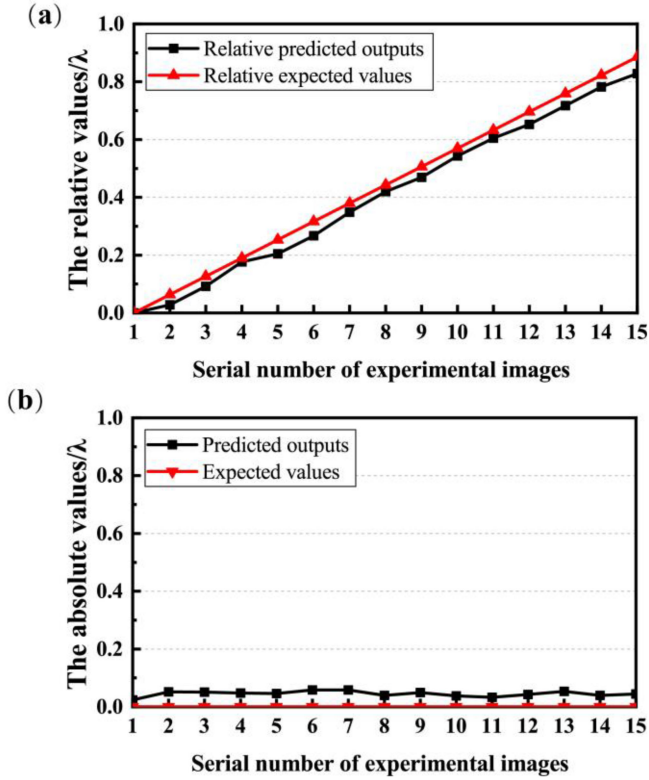 (a)
The relative values/λ
1.0
0.8
0.6
0.4
0.2
0.0
Relative predicted outputs
Relative expected values
1 2 3 4 5 6 7 8 9 10 11 12 13 14 15
Serial number of experimental images
(b)
The absolute values/λ
1.0
0.8
0.6
0.4
0.2
0.0
Predicted outputs
Expected values
1 2 3 4 5 6 7 8 9 10 11 12 13 14 15
Serial number of experimental images